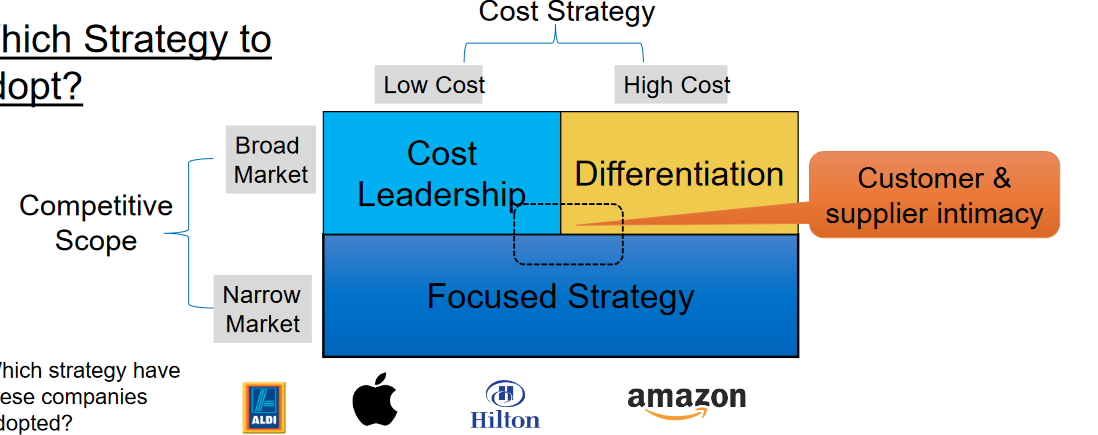 Cost Strategy
hich Strategy to
dopt?
Low Cost
High Cost
Broad
Market
Cost
Leadership
Differentiation
Customer &
supplier intimacy
Competitive
Scope
Narrow
Market
Focused Strategy
hich strategy have
ese companies
dopted?
ALDI
Hilton
amazon